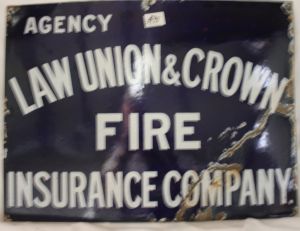 AGENCY
LAW UNION & CROWN
FIRE
INSURANCE COMPANY.